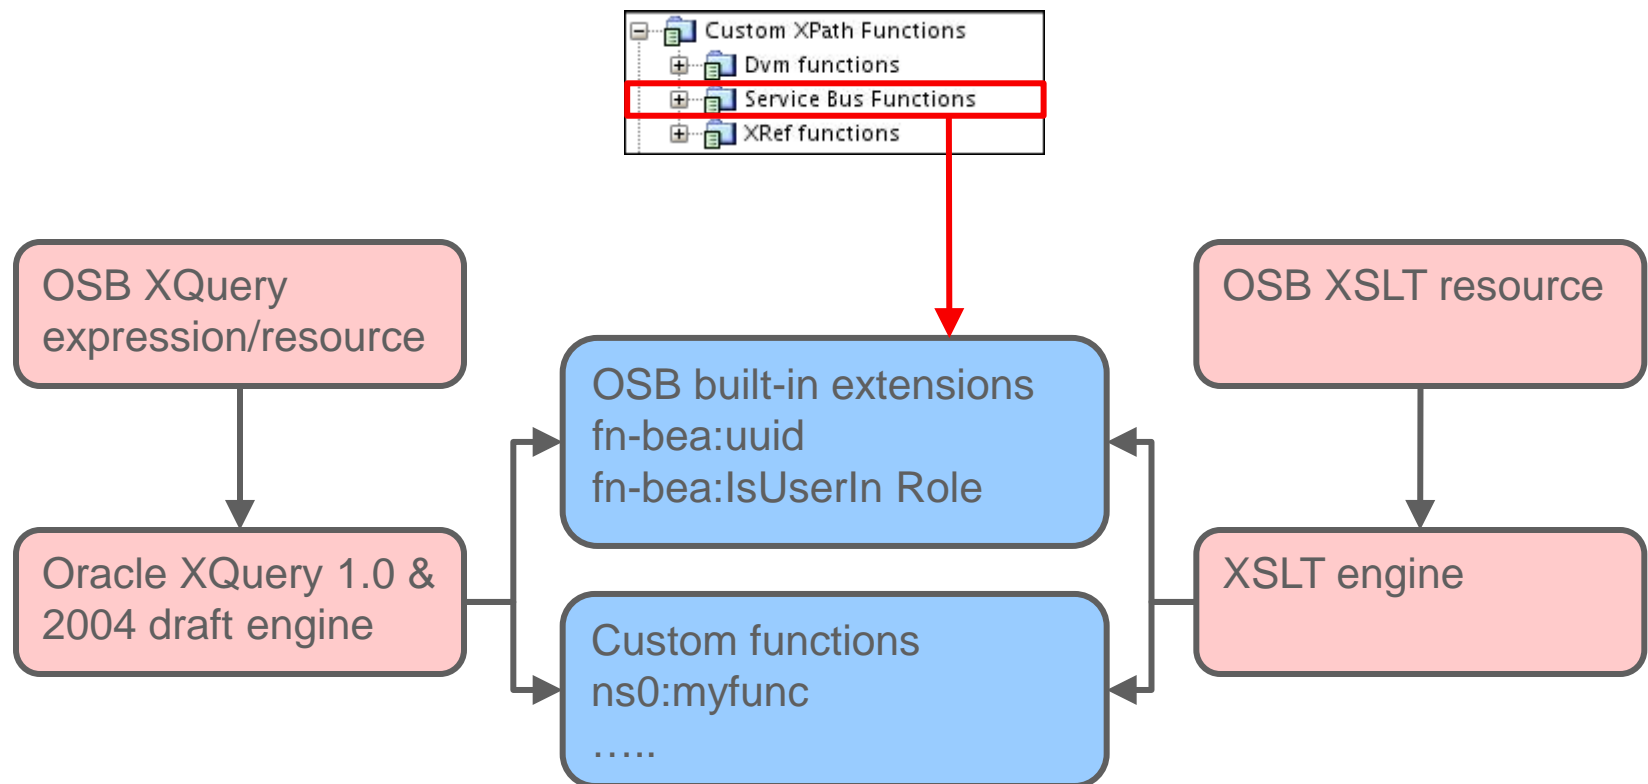 Custom XPath Functions
Dvm functions
Service Bus Functions
XRef functions
OSB XQuery
expression/resource
OSB XSLT resource
OSB built-in extensions
fn-bea:uuid
fn-bea:IsUserIn Role
Oracle XQuery 1.0 &
2004 draft engine
XSLT engine
Custom functions
ns0:myfunc
…..